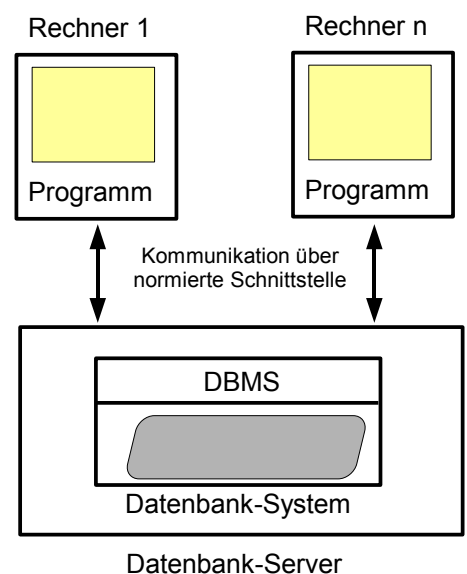 Rechner 1
Rechner n
Programm
Programm
Kommunikation über
normierte Schnittstelle
DBMS
Datenbank-System
Datenbank-Server